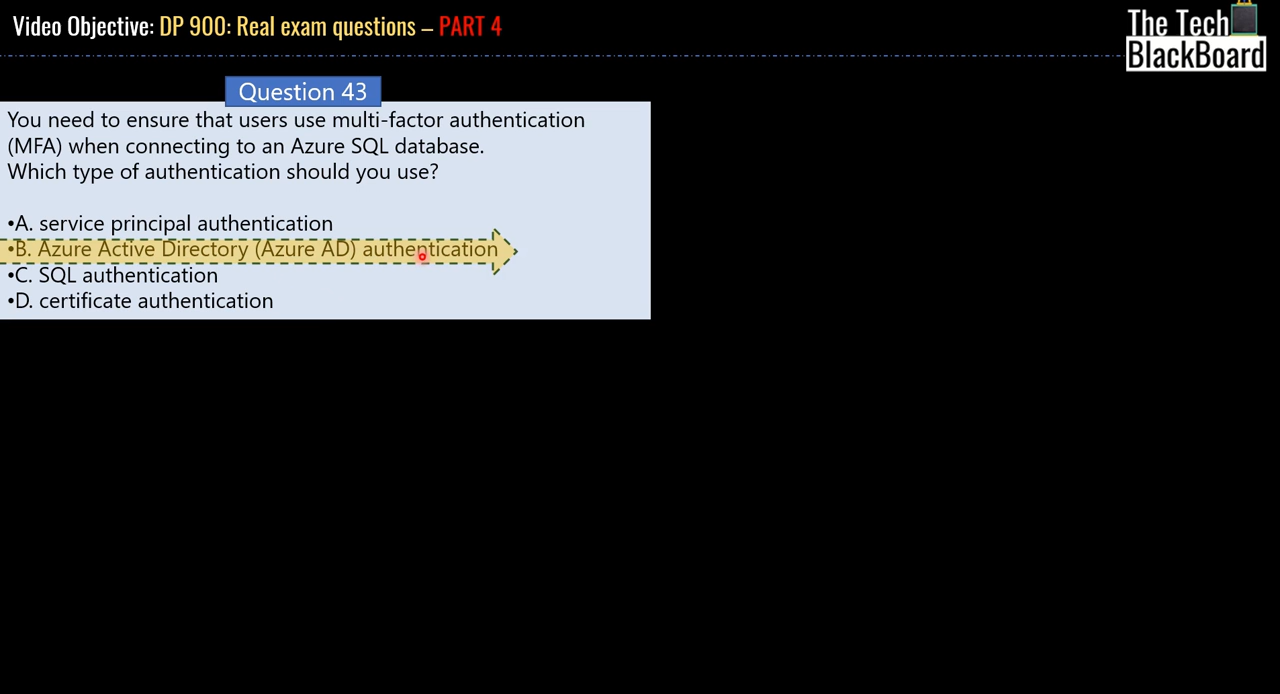 Video Objective: DP 900: Real exam questions – PART 4
The Tech
BlackBoard
Question 43
You need to ensure that users use multi-factor authentication
(MFA) when connecting to an Azure SQL database.
Which type of authentication should you use?
•A. service principal authentication
•B. Azure Active Directory (Azure AD) authentication
•C. SQL authentication
•D. certificate authentication